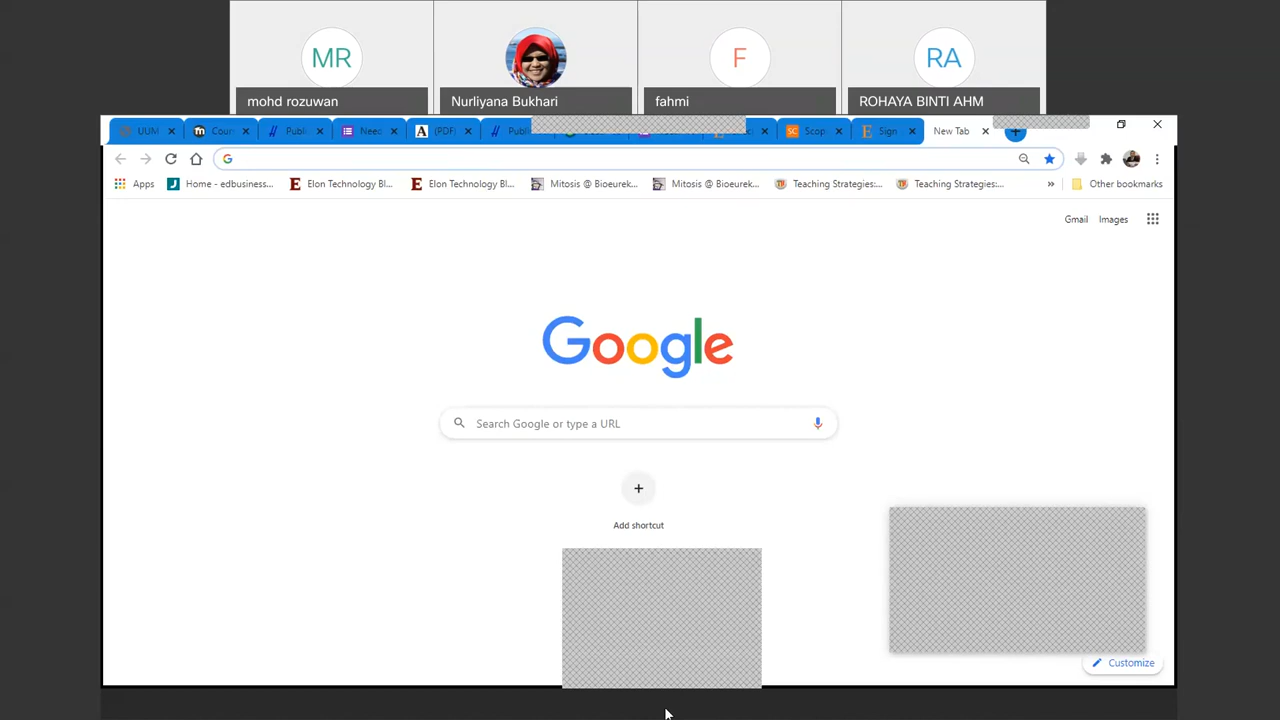 MR
F
RA
mohd rozuwan
Nurliyana Bukhari
fahmi
ROHAYA BINTI AHM
UUM
Cours
Publi
Need
A
(PDF)
Publi
SC
Scop
E
Sign
New Tab
Apps
Home - edbusiness...
Elon Technology Bl...
Elon Technology Bl...
Mitosis @ Bioeurek...
Mitosis @ Bioeurek...
Teaching Strategies:...
Teaching Strategies:...
Other bookmarks
Gmail
Images
Google
Search Google or type a URL
Add shortcut
Customize